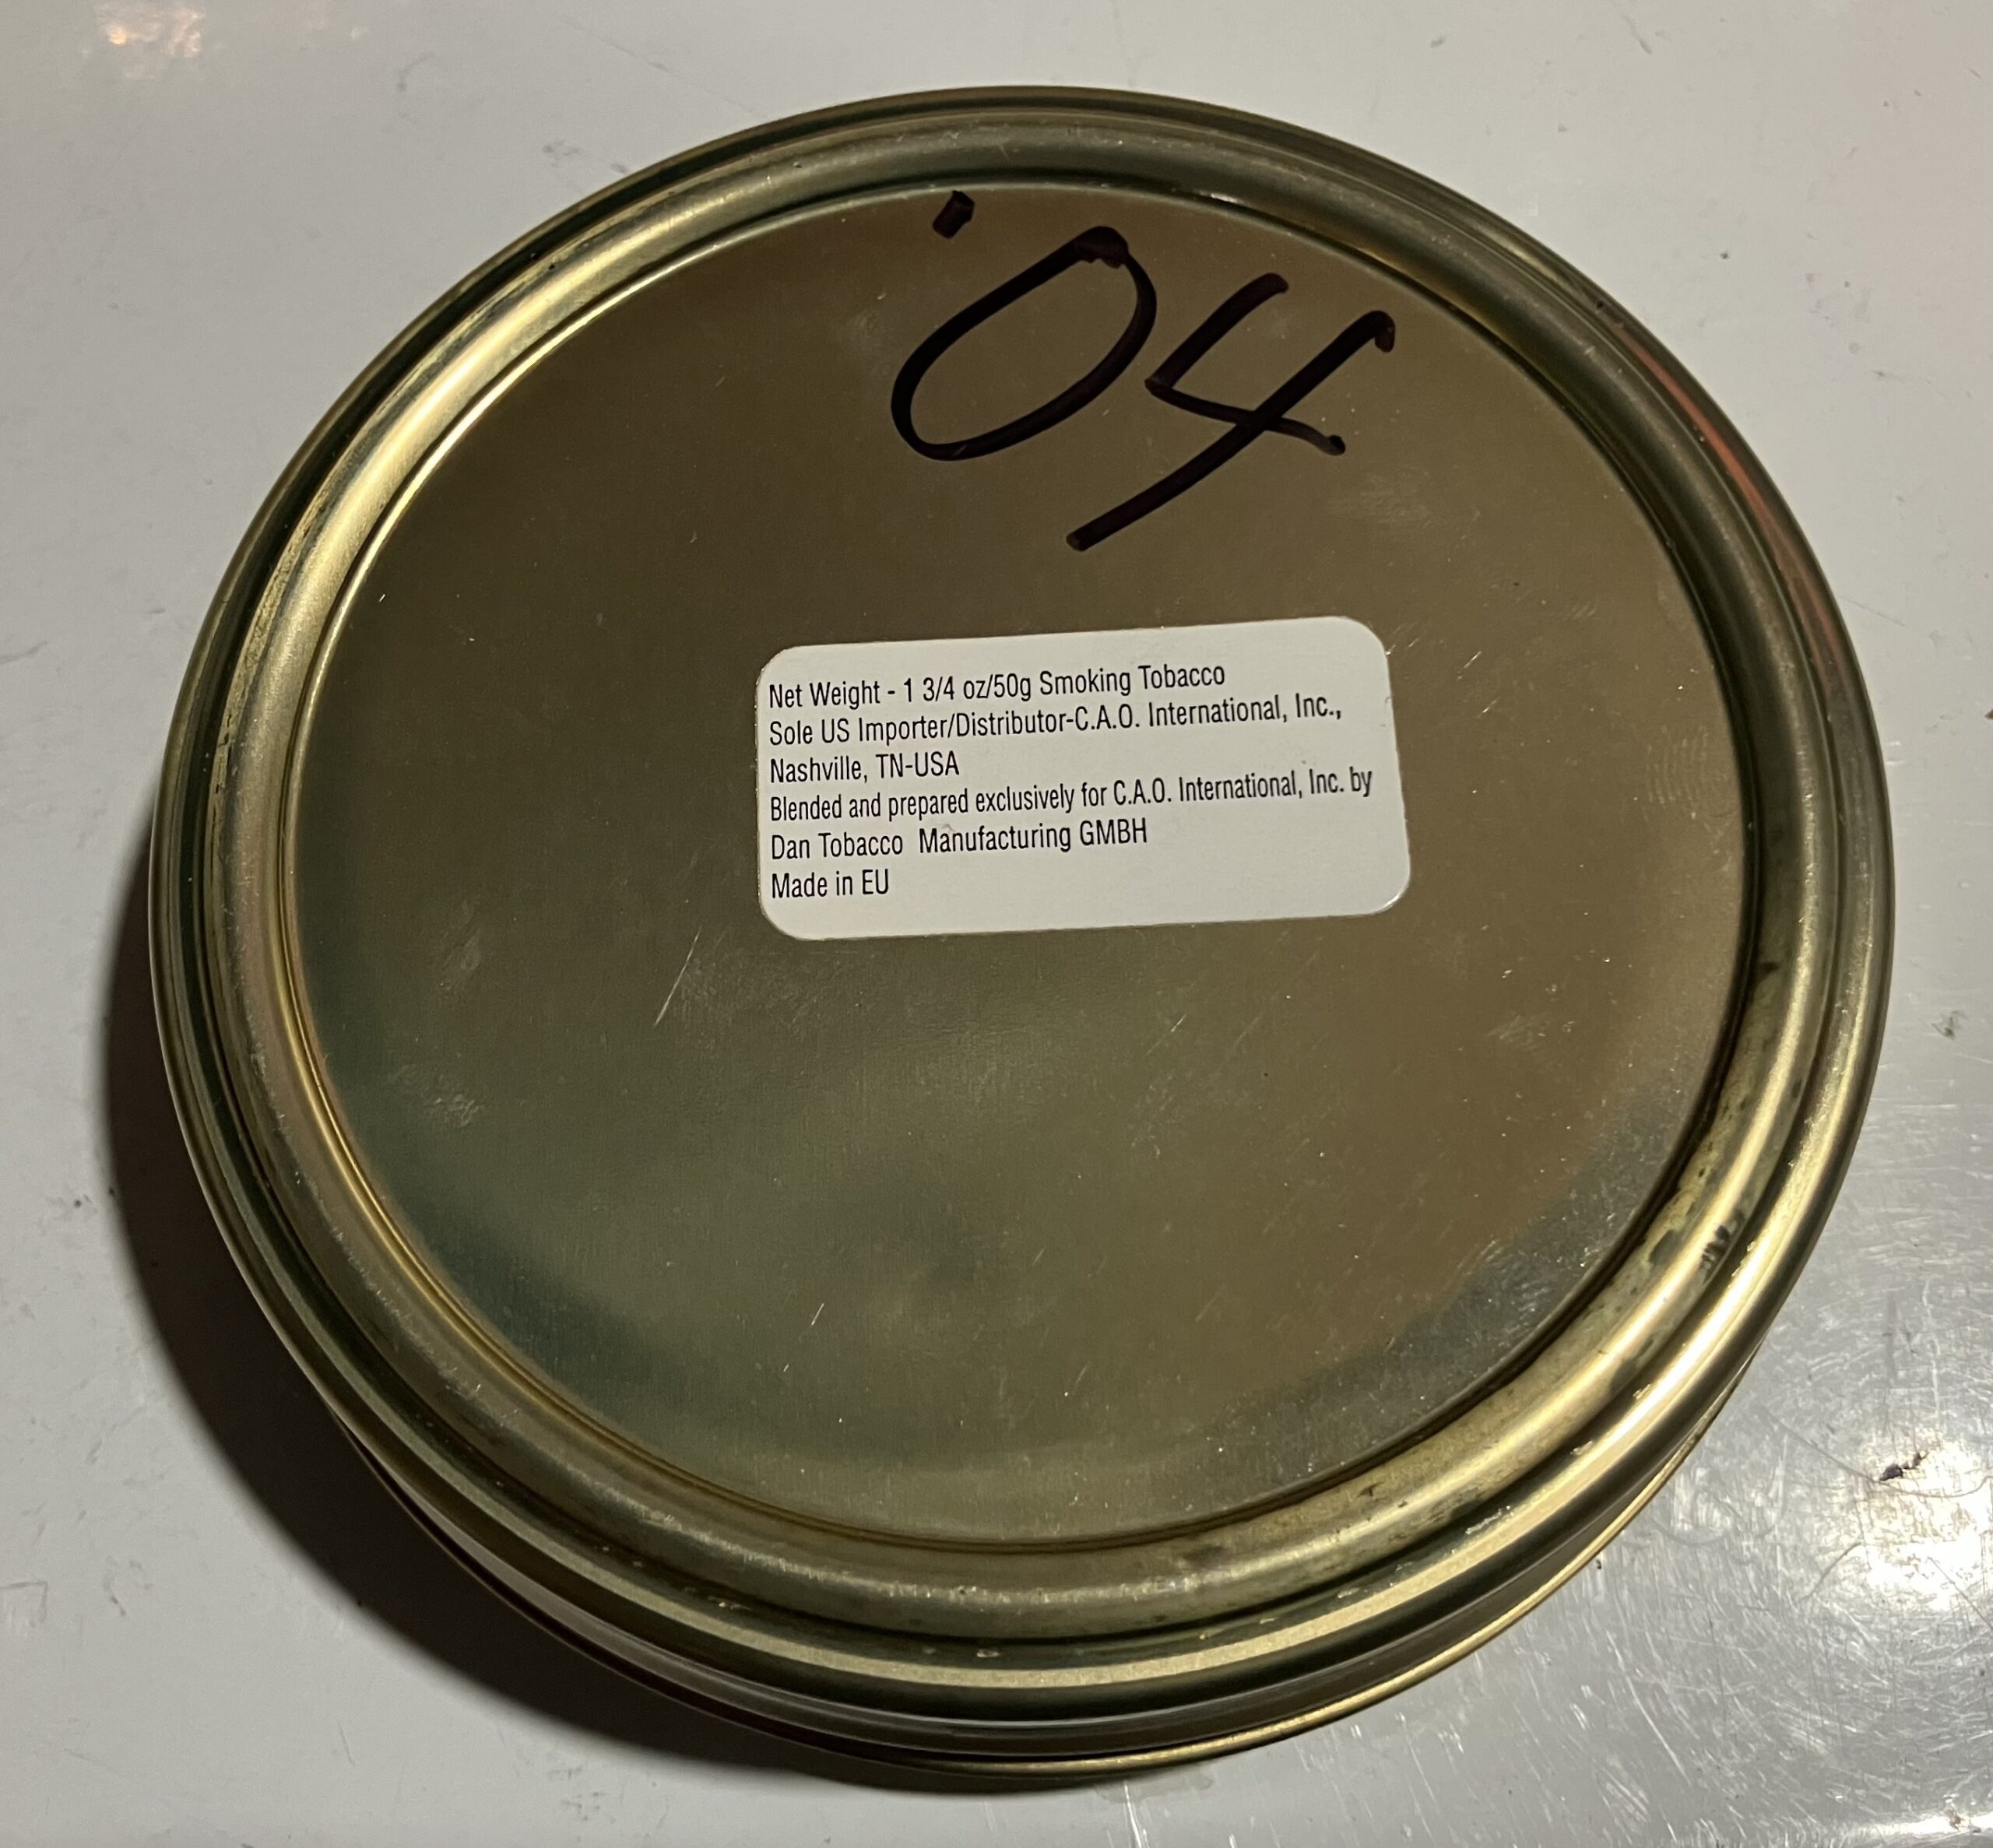 '04
Net Weight - 1 3/4 oz/50g Smoking Tobacco
Sole US Importer/Distributor-C.A.O. International, Inc.,
Nashville, TN-USA
Blended and prepared exclusively for C.A.O. International, Inc. by
Dan Tobacco Manufacturing GMBH
Made in EU